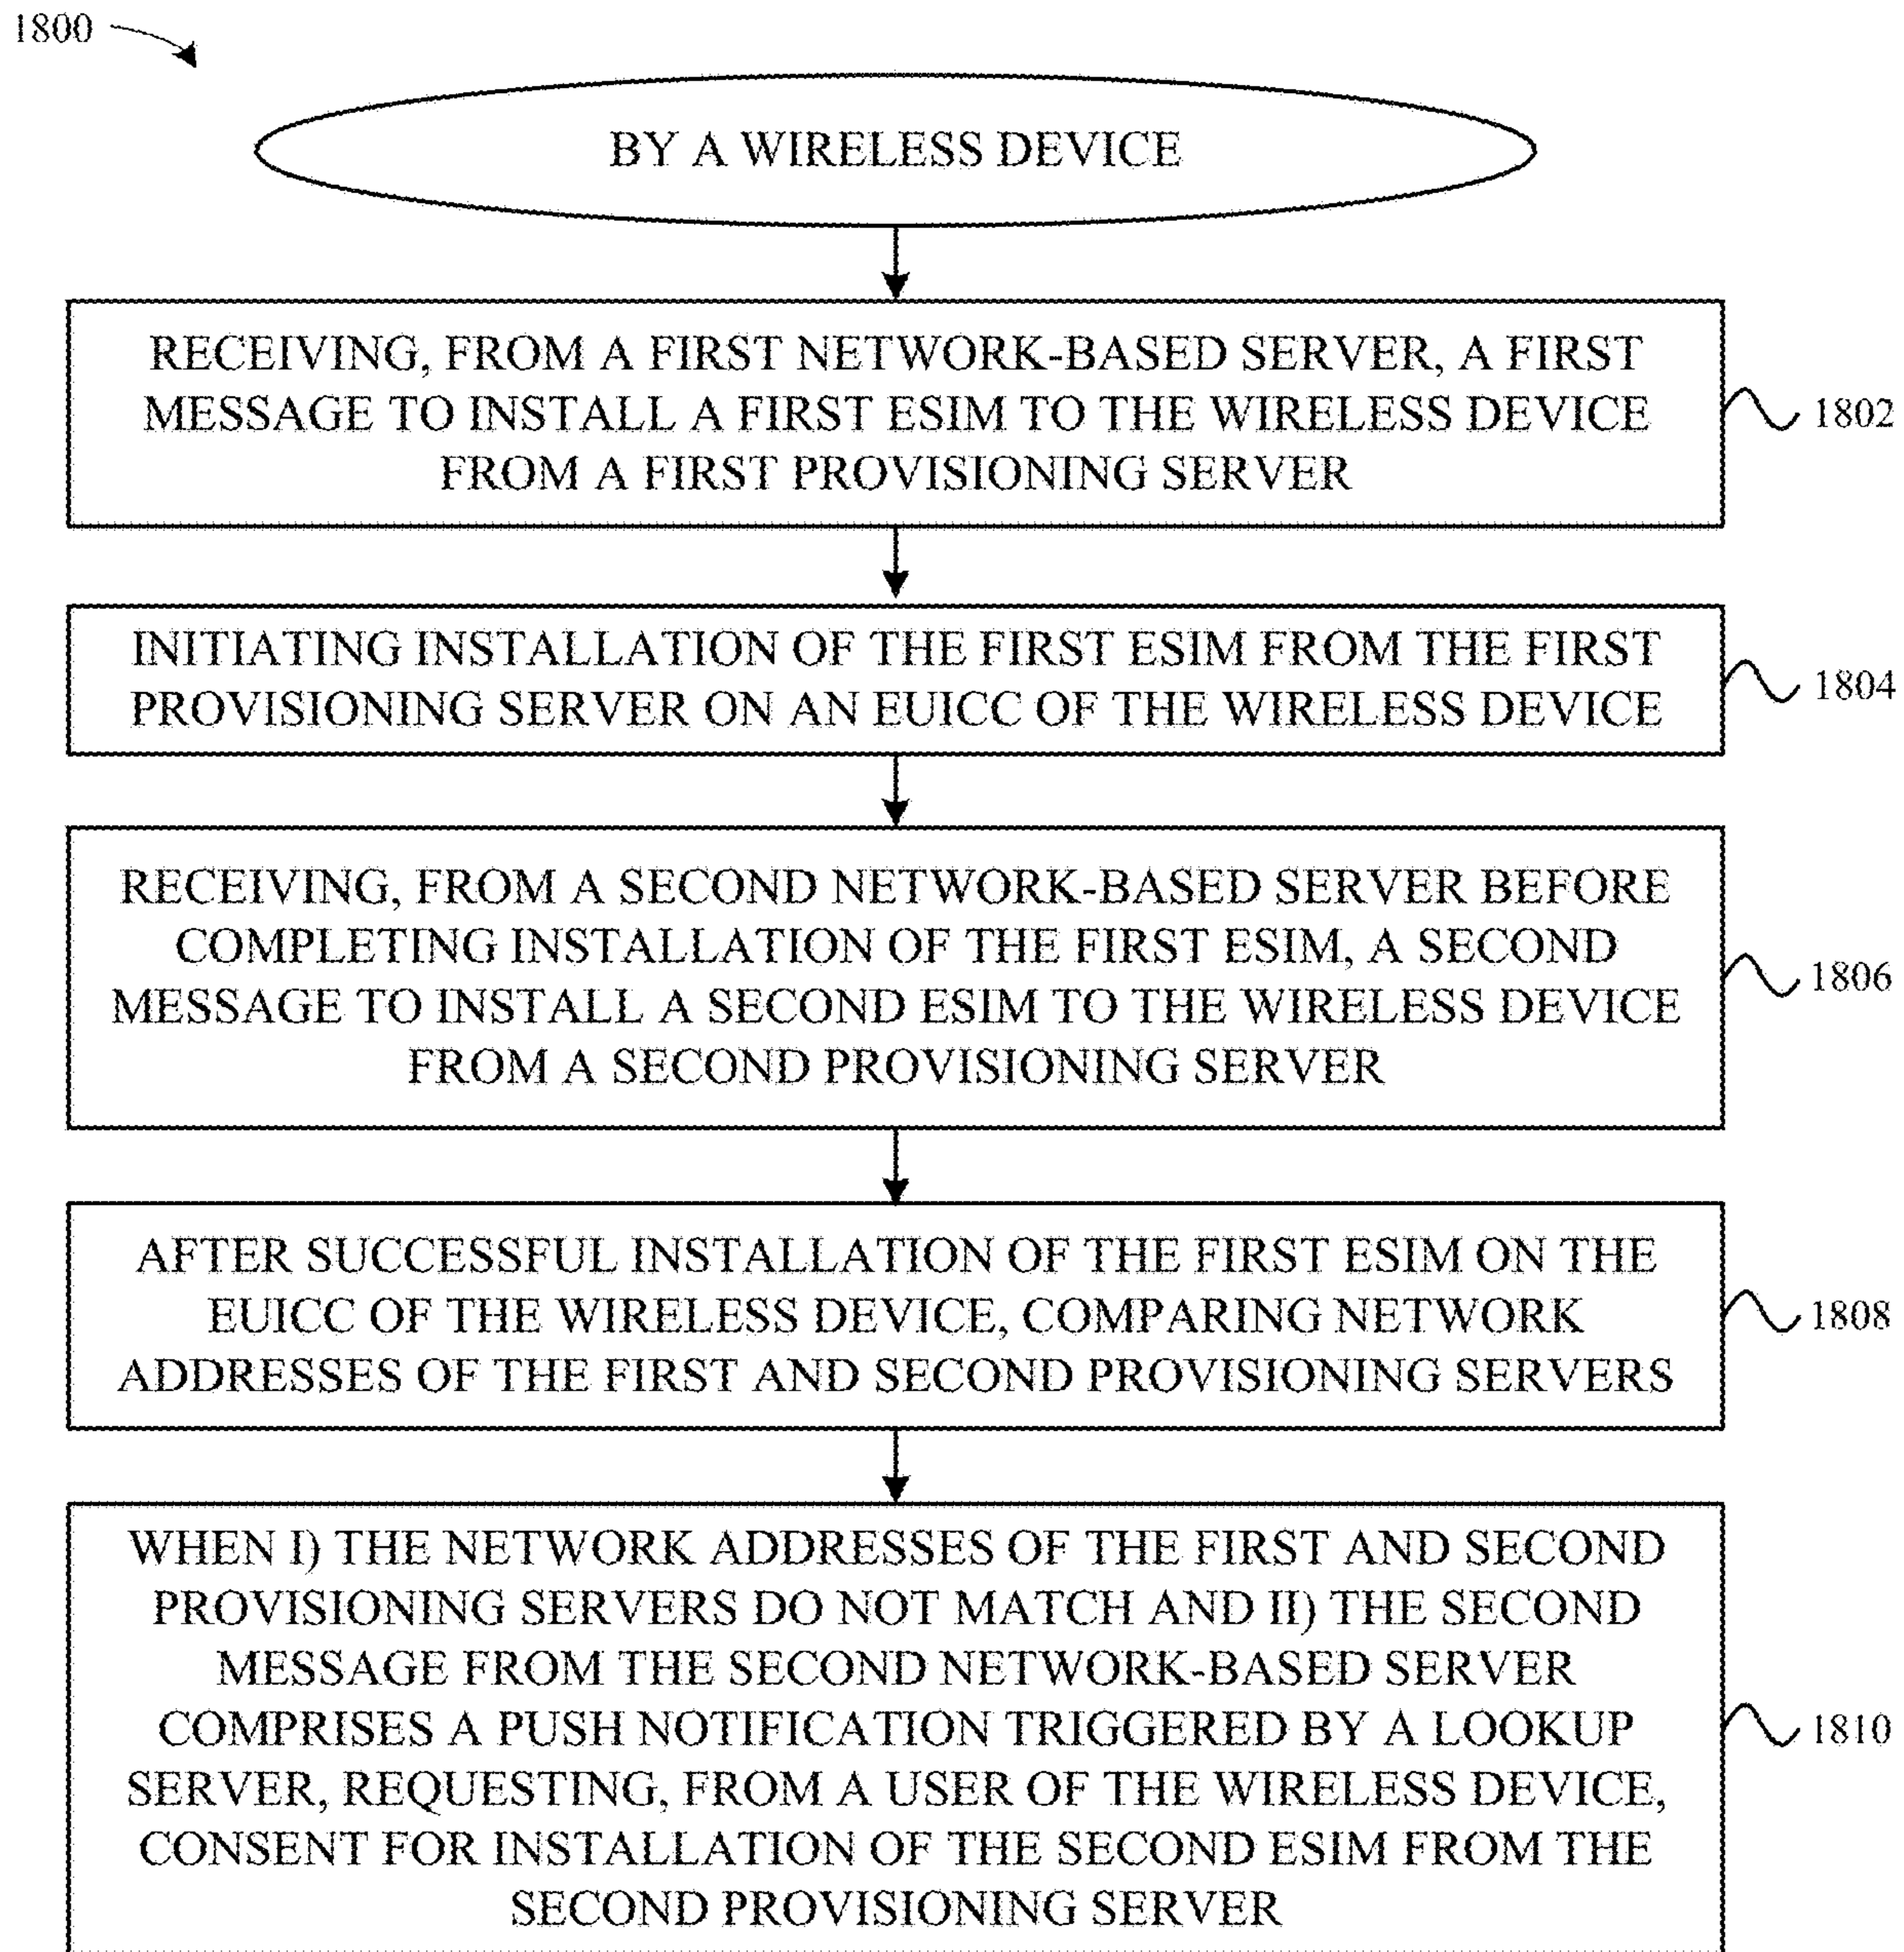 1800
BY A WIRELESS DEVICE
RECEIVING, FROM A FIRST NETWORK-BASED SERVER, A FIRST
MESSAGE TO INSTALL A FIRST ESIM TO THE WIRELESS DEVICE
FROM A FIRST PROVISIONING SERVER
1802
INITIATING INSTALLATION OF THE FIRST ESIM FROM THE FIRST
PROVISIONING SERVER ON AN EUICC OF THE WIRELESS DEVICE
1804
RECEIVING, FROM A SECOND NETWORK-BASED SERVER BEFORE
COMPLETING INSTALLATION OF THE FIRST ESIM, A SECOND
MESSAGE TO INSTALL A SECOND ESIM TO THE WIRELESS DEVICE
FROM A SECOND PROVISIONING SERVER
1806
AFTER SUCCESSFUL INSTALLATION OF THE FIRST ESIM ON THE
EUICC OF THE WIRELESS DEVICE, COMPARING NETWORK
ADDRESSES OF THE FIRST AND SECOND PROVISIONING SERVERS
1808
WHEN I) THE NETWORK ADDRESSES OF THE FIRST AND SECOND
PROVISIONING SERVERS DO NOT MATCH AND II) THE SECOND
MESSAGE FROM THE SECOND NETWORK-BASED SERVER
COMPRISES A PUSH NOTIFICATION TRIGGERED BY A LOOKUP
SERVER, REQUESTING, FROM A USER OF THE WIRELESS DEVICE,
CONSENT FOR INSTALLATION OF THE SECOND ESIM FROM THE
SECOND PROVISIONING SERVER
1810